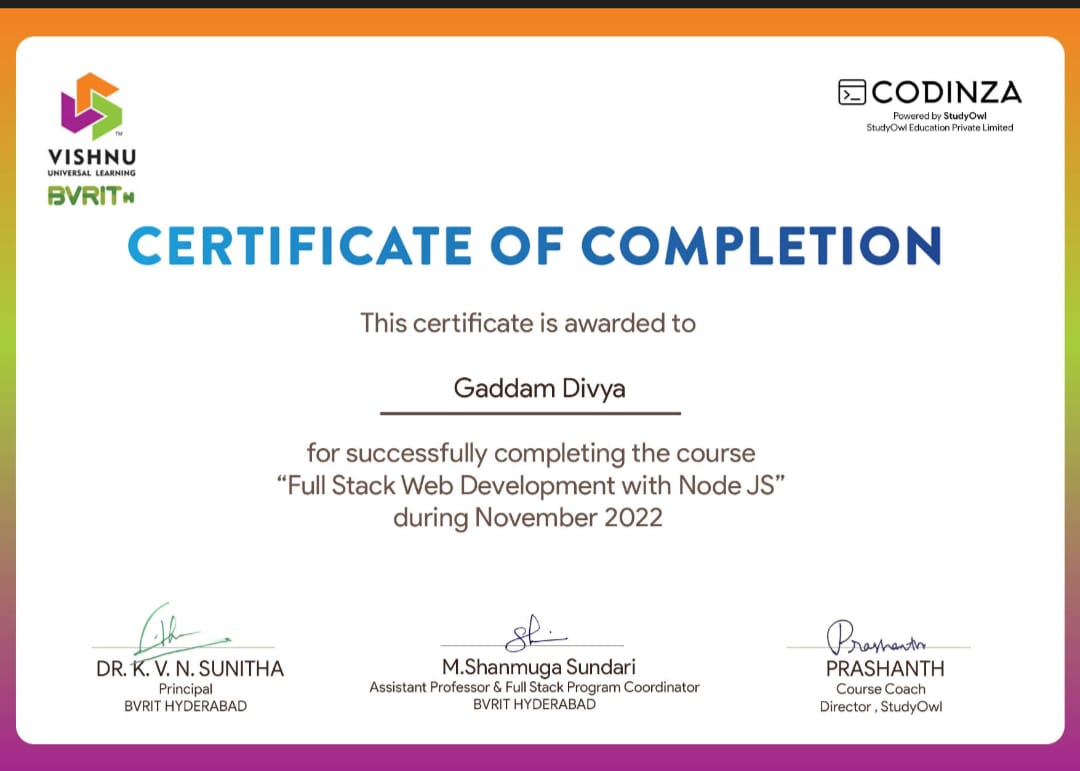 VISHNU
UNIVERSAL LEARNING
BVRITH
CODINZA
Powered by StudyOwl
StudyOwl Education Private Limited
CERTIFICATE OF COMPLETION
This certificate is awarded to
Gaddam Divya
for successfully completing the course
“Full Stack Web Development with Node JS”
during November 2022
Prashanth
DR. K. V. N. SUNITHA
Principal
BVRIT HYDERABAD
M.Shanmuga Sundari
Assistant Professor & Full Stack Program Coordinator
BVRIT HYDERABAD
PRASHANTH
Course Coach
Director , StudyOwl